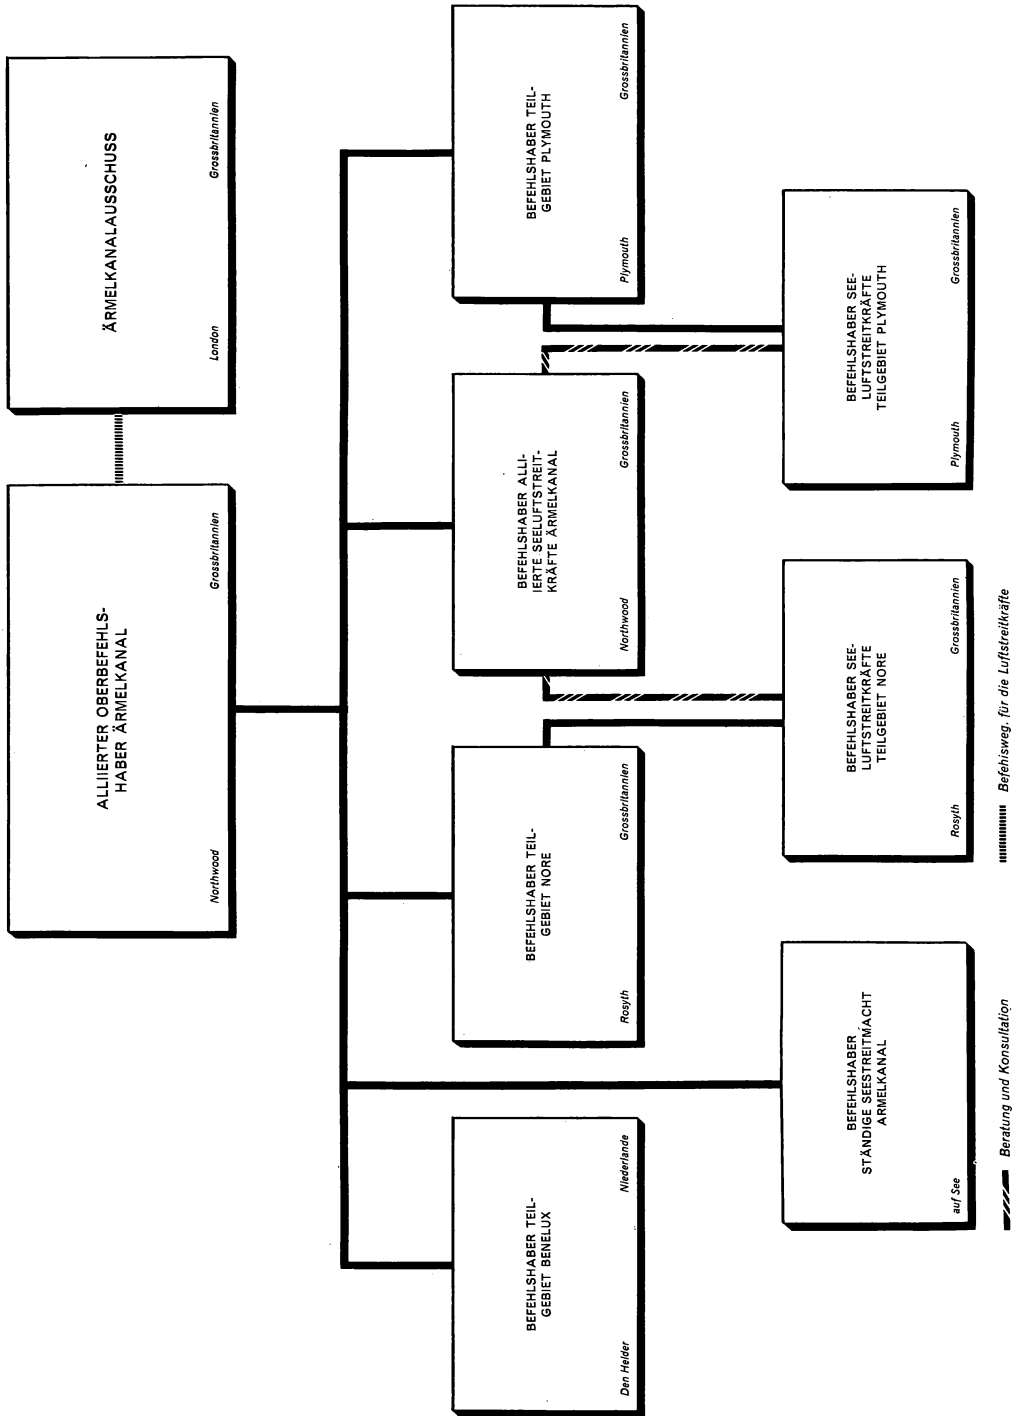 ALLIIERTER OBERBEFEHLS-
HABER ÄRMELKANAL
Northwood
Grossbritannien
ÄRMELKANALAUSSCHUSS
London
Grossbritannien
BEFEHLSHABER TEIL-
GEBIET BENELUX
Den Helder
Niederlande
BEFEHLSHABER TEIL-
GEBIET NORE
Rosyth
Grossbritannien
BEFEHLSHABER ALLI-
IERTE SEELUFTSTREIT-
KRÄFTE ÄRMELKANAL
Northwood
Grossbritannien
BEFEHLSHABER TEIL-
GEBIET PLYMOUTH
Plymouth
Grossbritannien
BEFEHLSHABER
STÄNDIGE SEESTREITMACHT
ARMELKANAL
auf See
BEFEHLSHABER SEE-
LUFTSTREITKRÄFTE
TEILGEBIET NORE
Rosyth
Grossbritannien
BEFEHLSHABER SEE-
LUFTSTREITKRÄFTE
TEILGEBIET PLYMOUTH
Plymouth
Grossbritannien
Beratung und Konsultation
Befehisweg. für die Luftstreitkräfte